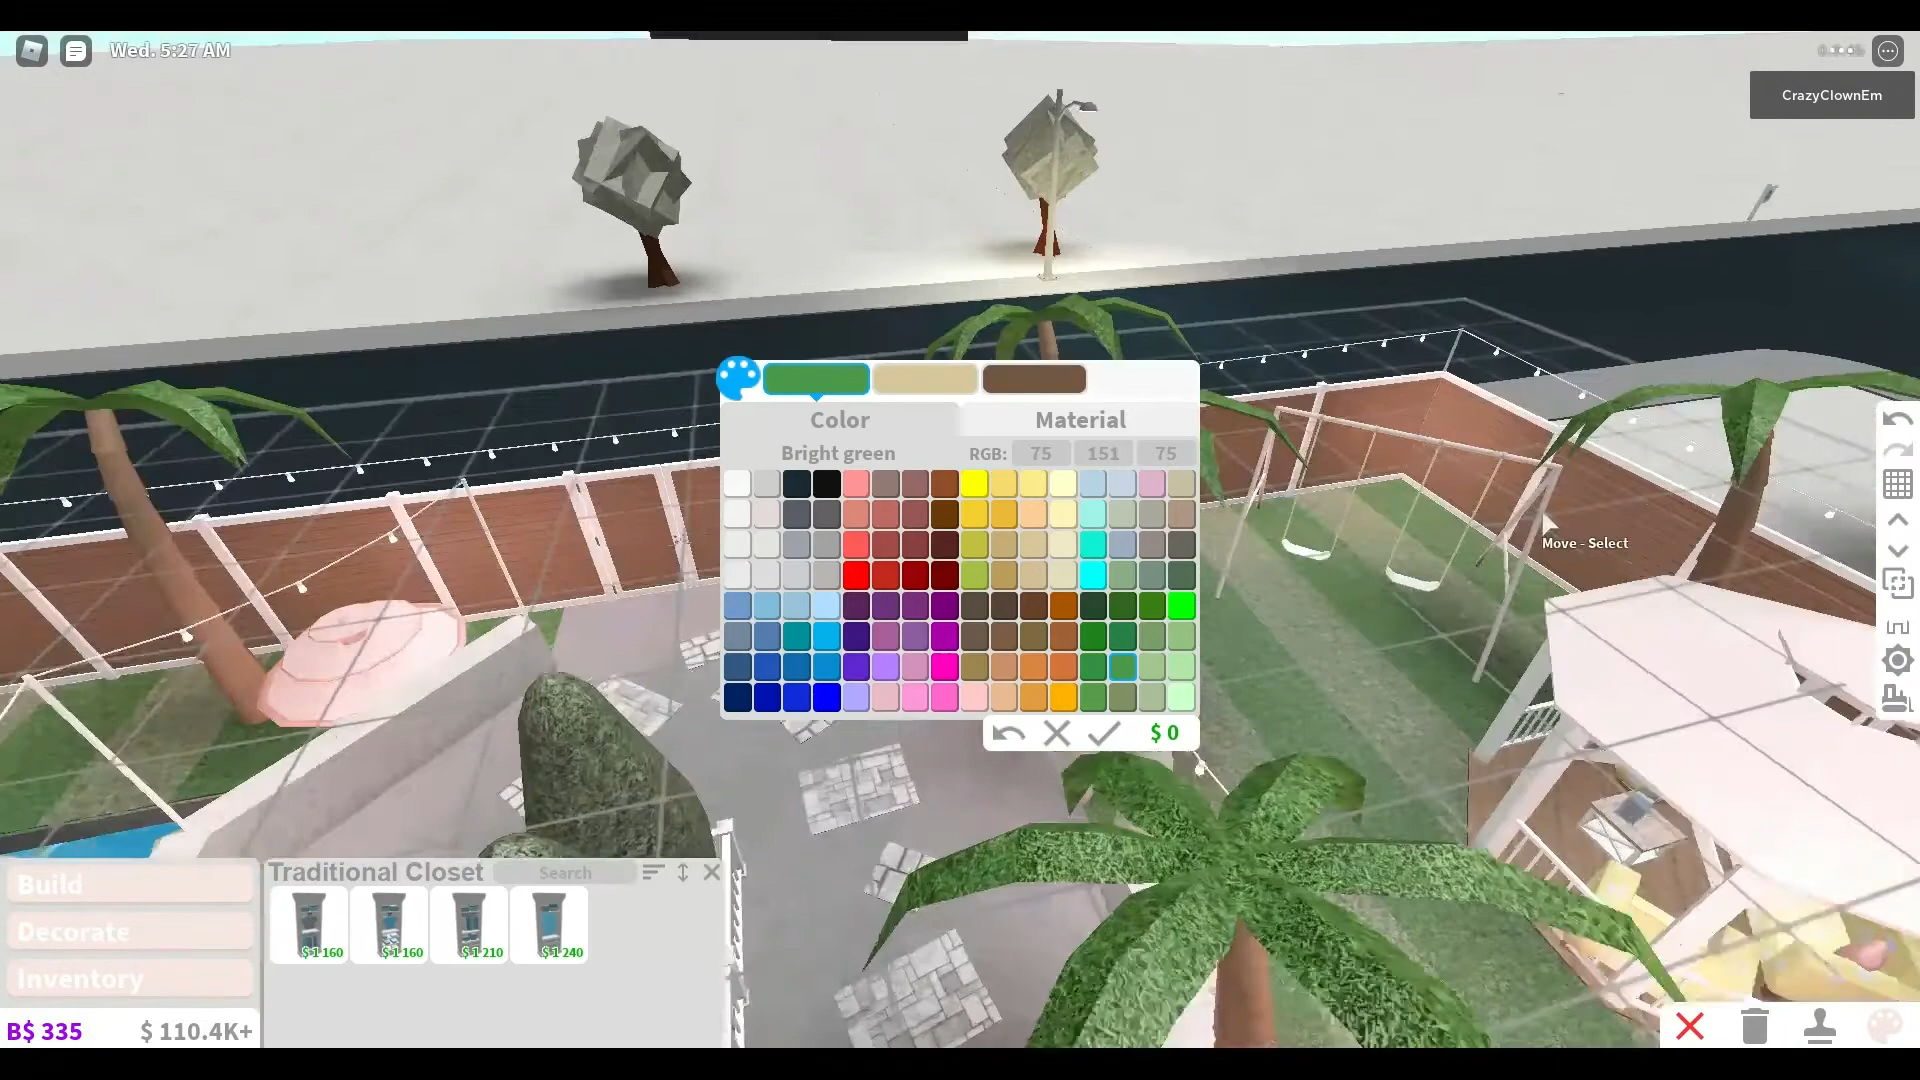 Wed. 5:27 AM
CrazyClownEm
Color
Material
Bright green
RGB: 75 151 75
Move - Select
$ 0
Traditional Closet
Search
$1 160
$1 160
$1 210
$1 240
Build
Decorate
Inventory
B$ 335
$ 110.4K+